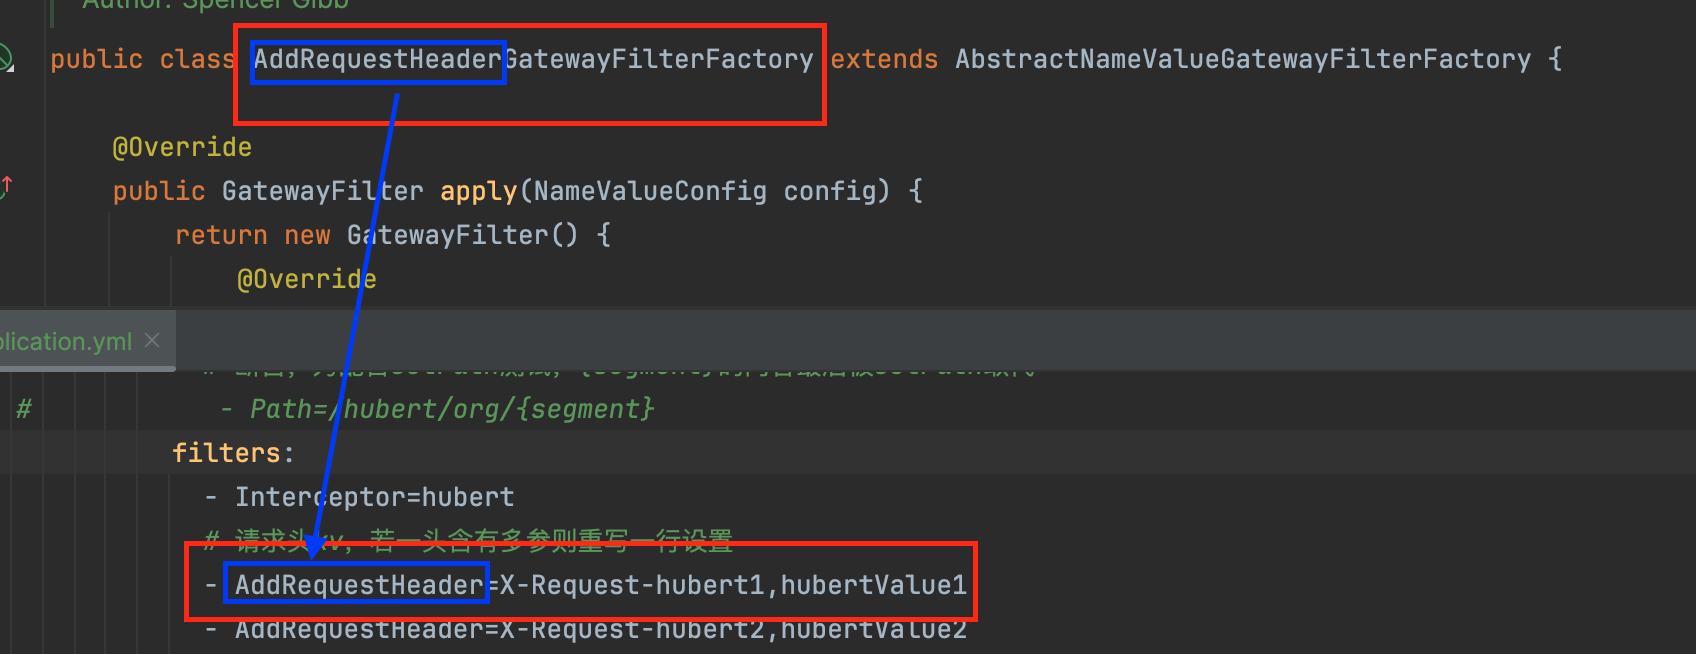 Author: Spencer Gibb
public class AddRequestHeaderGatewayFilterFactory extends AbstractNameValueGatewayFilterFactory {
@Override
public GatewayFilter apply(NameValueConfig config) {
return new GatewayFilter() {
@Override
plication.yml
# - Path=/hubert/org/{segment}
filters:
- Interceptor=hubert
# 请求头kv，若一头含有多参则重写一行设置
- AddRequestHeader=X-Request-hubert1,hubertValue1
- AddRequestHeader=X-Request-hubert2,hubertValue2